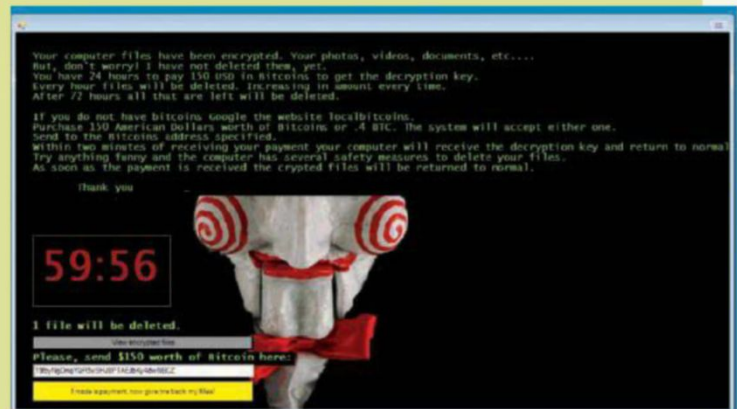 Your computer files have been encrypted. Your photos, videos, documents, etc....
But, don't worry! I have not deleted them, yet.
You have 24 hours to pay 150 USD in Bitcoins to get the decryption key.
Every hour files will be deleted. Increasing in amount every time.
After 72 hours all that are left will be deleted.
If you do not have bitcoins Google the website localbitcoins.
Purchase 150 American Dollars worth of Bitcoins or .4 BTC. The system will accept either one.
Send to the Bitcoins address specified.
Within two minutes of receiving your payment your computer will receive the decryption key and return to normal
Try anything funny and the computer has several safety measures to delete your files.
As soon as the payment is received the crypted files will be returned to normal.
Thank you
59:56
1 file will be deleted.
View encrypted files
Please, send $150 worth of Bitcoin here:
I made a payment, now give me back my files!